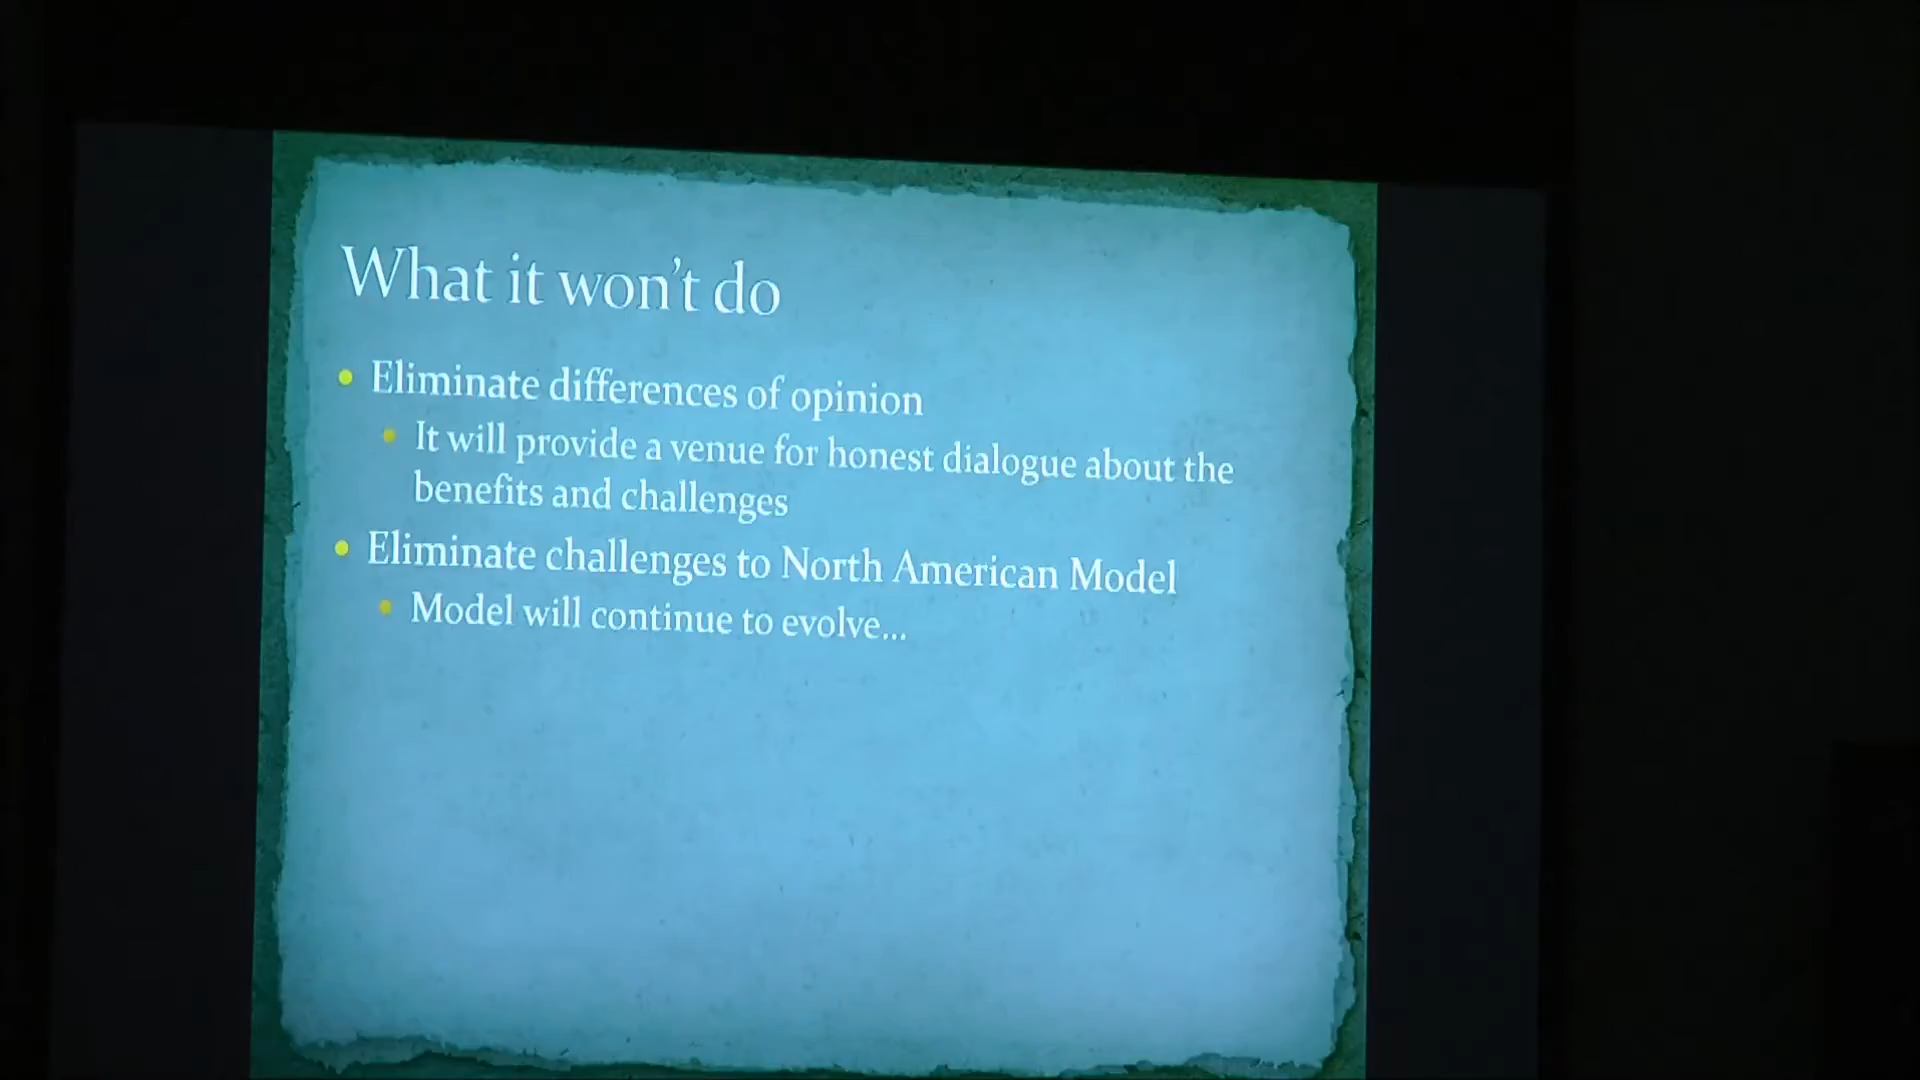 What it won't do
• Eliminate differences of opinion
• It will provide a venue for honest dialogue about the
benefits and challenges
• Eliminate challenges to North American Model
• Model will continue to evolve...